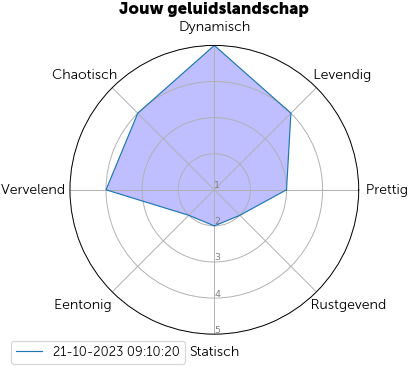 Jouw geluidslandschap
Dynamisch
Chaotisch
Levendig
Vervelend
1
Prettig
2
3
4
Eentonig
Rustgevend
5
21-10-2023 09:10:20
Statisch